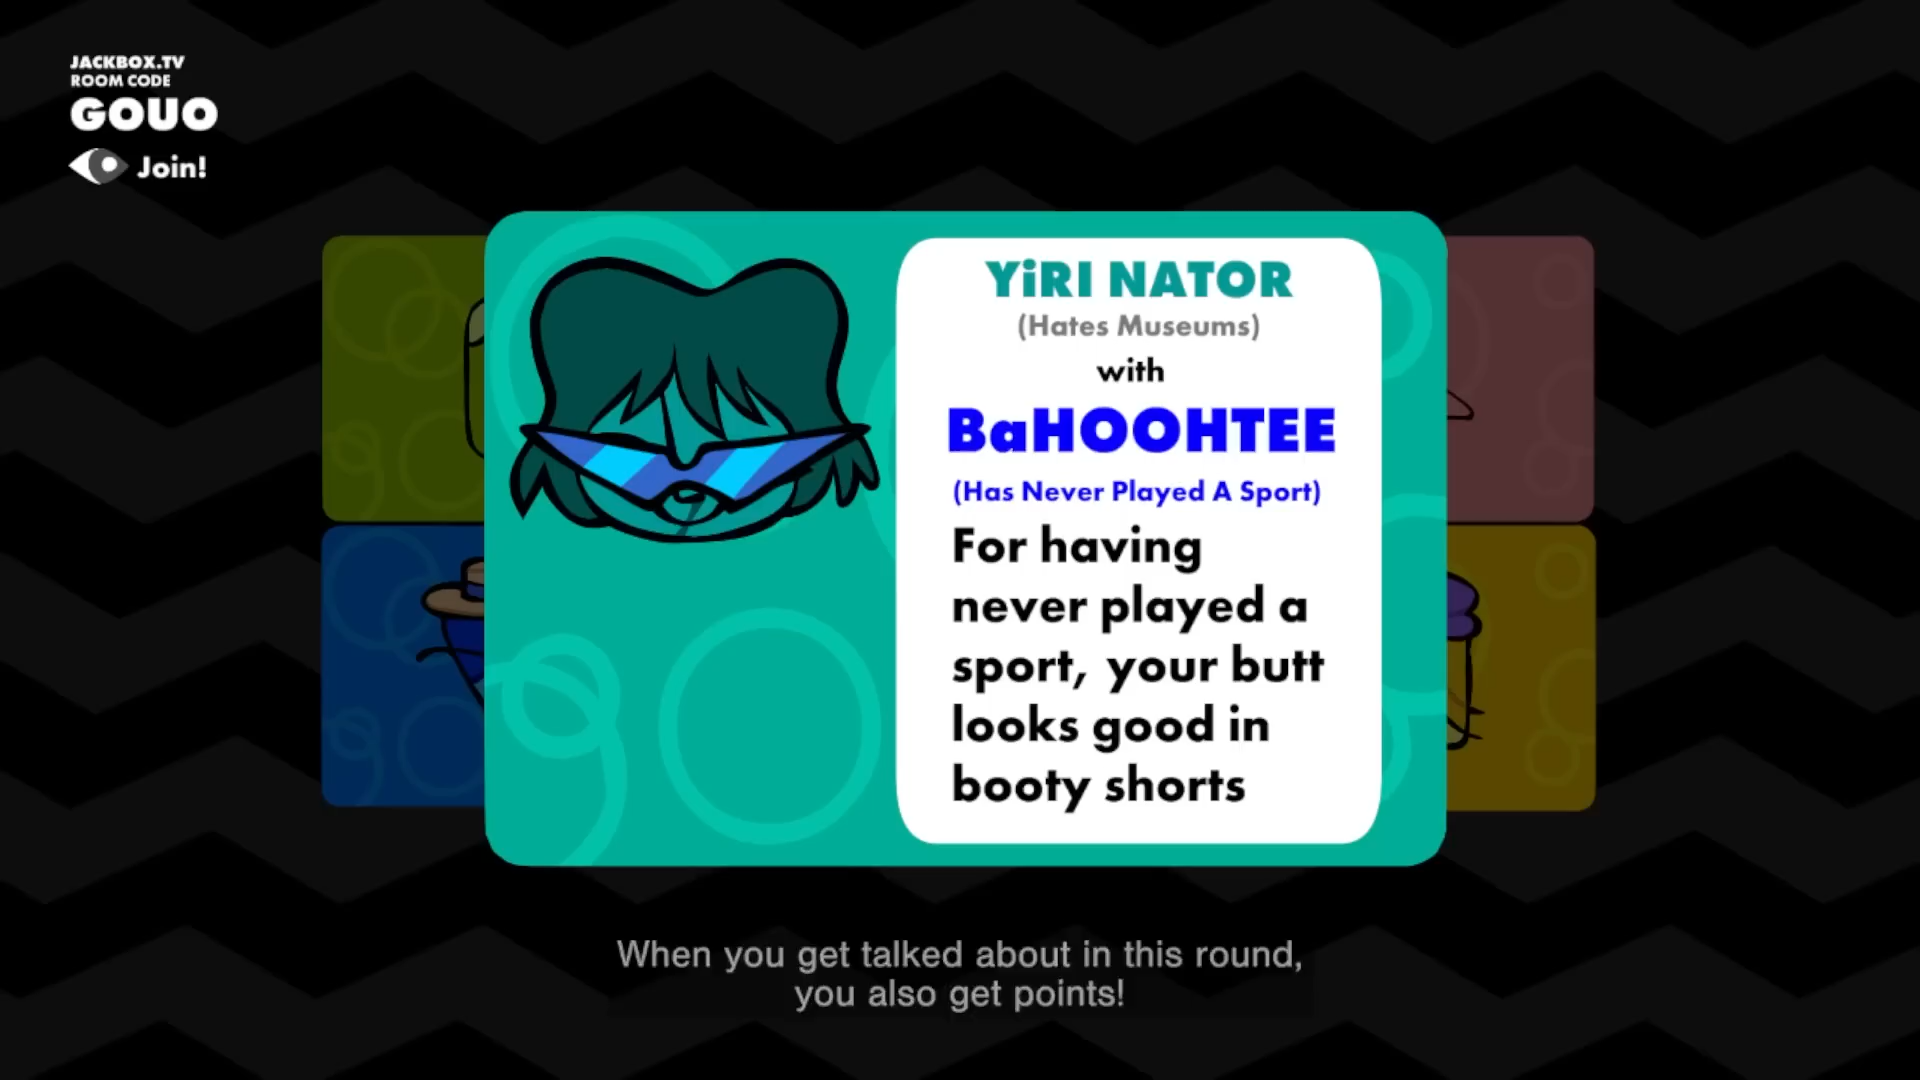 JACKBOX.TV
ROOM CODE
GOUO
Join!
YiRI NATOR
(Hates Museums)
with
BaHOOHTEE
(Has Never Played A Sport)
For having
never played a
sport, your butt
looks good in
booty shorts
When you get talked about in this round,
you also get points!